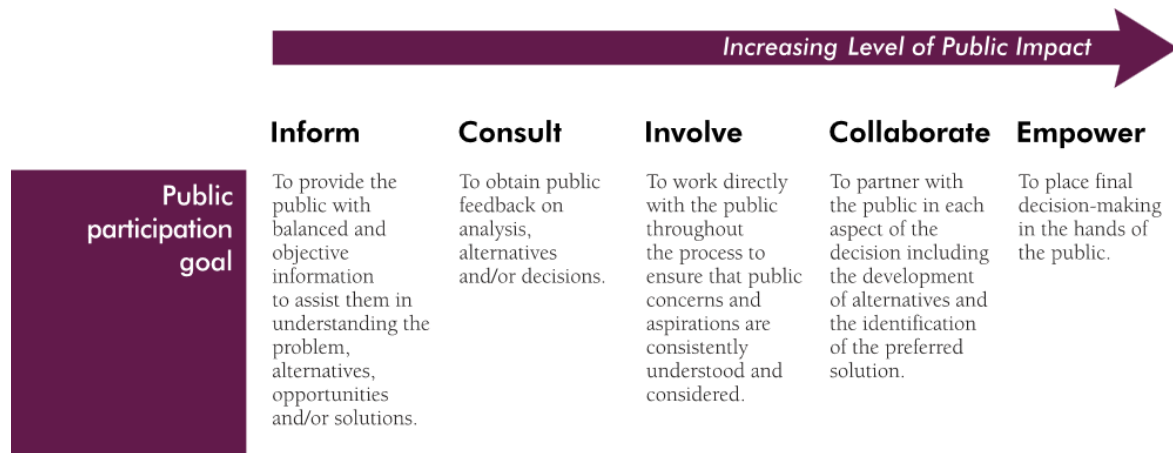 Increasing Level of Public Impact
Inform
Consult
Involve
Collaborate
Empower
Public
participation
goal
To provide the
public with
balanced and
objective
information
to assist them in
understanding the
problem,
alternatives,
opportunities
and/or solutions.
To obtain public
feedback on
analysis,
alternatives
and/or decisions.
To work directly
with the public
throughout
the process to
ensure that public
concerns and
aspirations are
consistently
understood and
considered.
To partner with
the public in each
aspect of the
decision including
the development
of alternatives and
the identification
of the preferred
solution.
To place final
decision-making
in the hands of
the public.